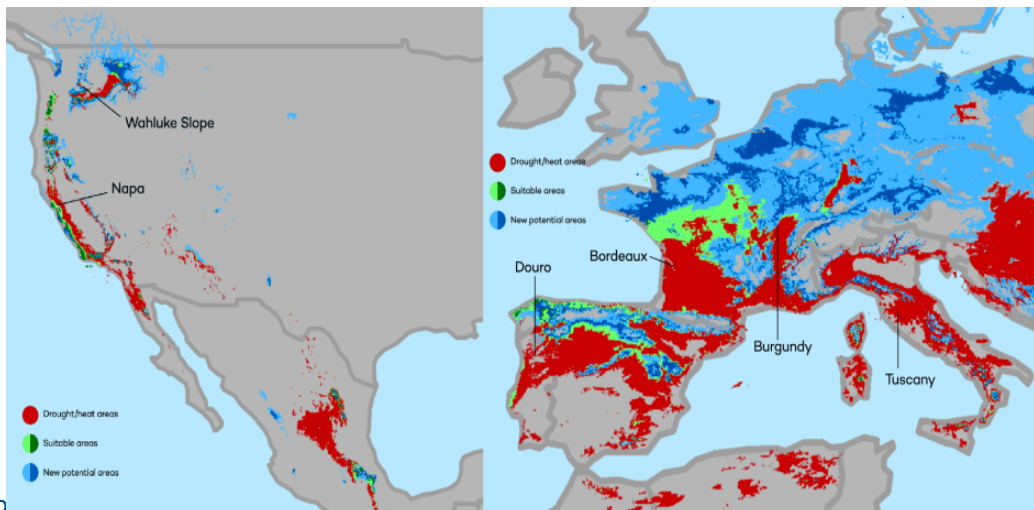 Wahluke Slope
Napa
Drought/heat areas
Suitable areas
New potential areas
Drought/heat areas
Suitable areas
New potential areas
Bordeaux
Douro
Burgundy
Tuscany